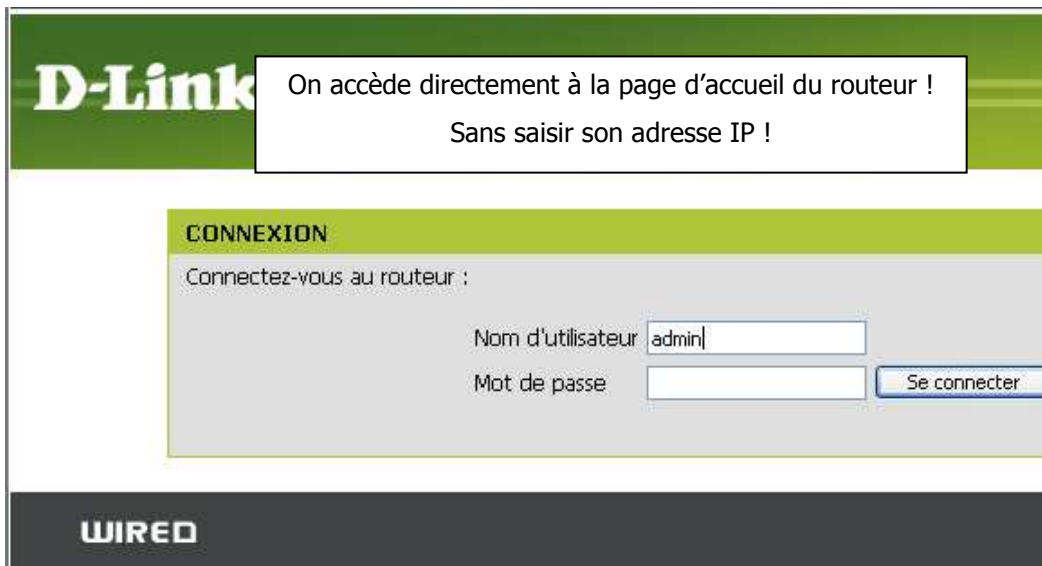 D-Link
On accède directement à la page d’accueil du routeur !
Sans saisir son adresse IP !
CONNEXION
Connectez-vous au routeur :
Nom d'utilisateur admin
Mot de passe Se connecter
WIRED